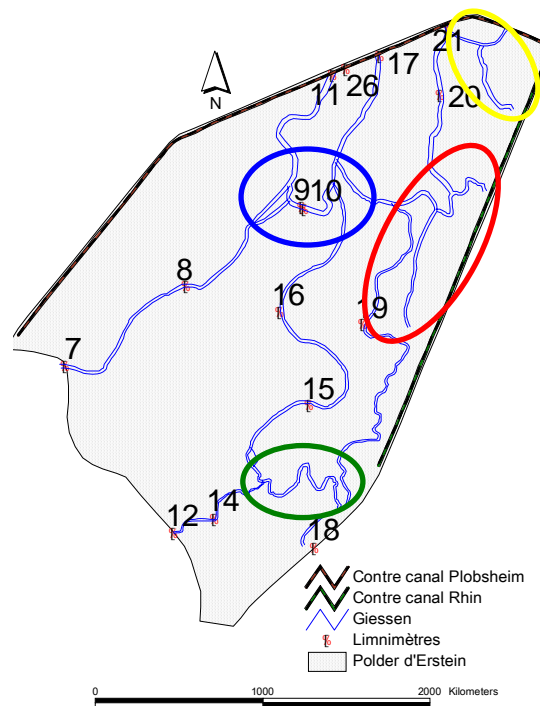 21
17
26
11
20
N
910
8
16
19
7
15
14
12
18
Contre canal Plobsheim
Contre canal Rhin
Giessen
Limnimètres
Polder d'Erstein
0 1000 2000 Kilometers